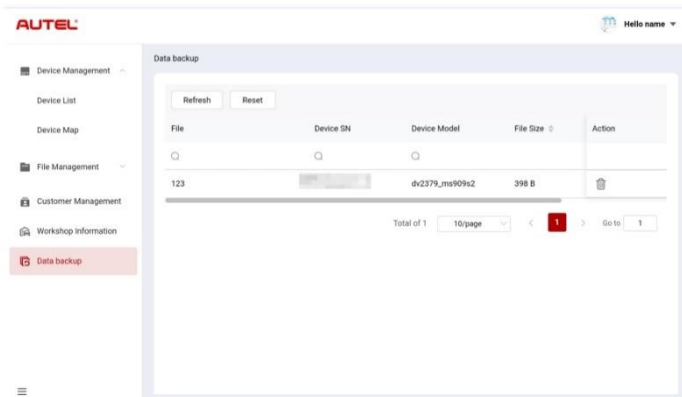 AUTEL
Hello name
Device Management
Device List
Device Map
File Management
Customer Management
Workshop Information
Data backup
Data backup
Refresh Reset
File Device SN Device Model File Size Action
123 dv2379_ms909s2 398 B
Total of 1 10/page < 1 > Go to 1